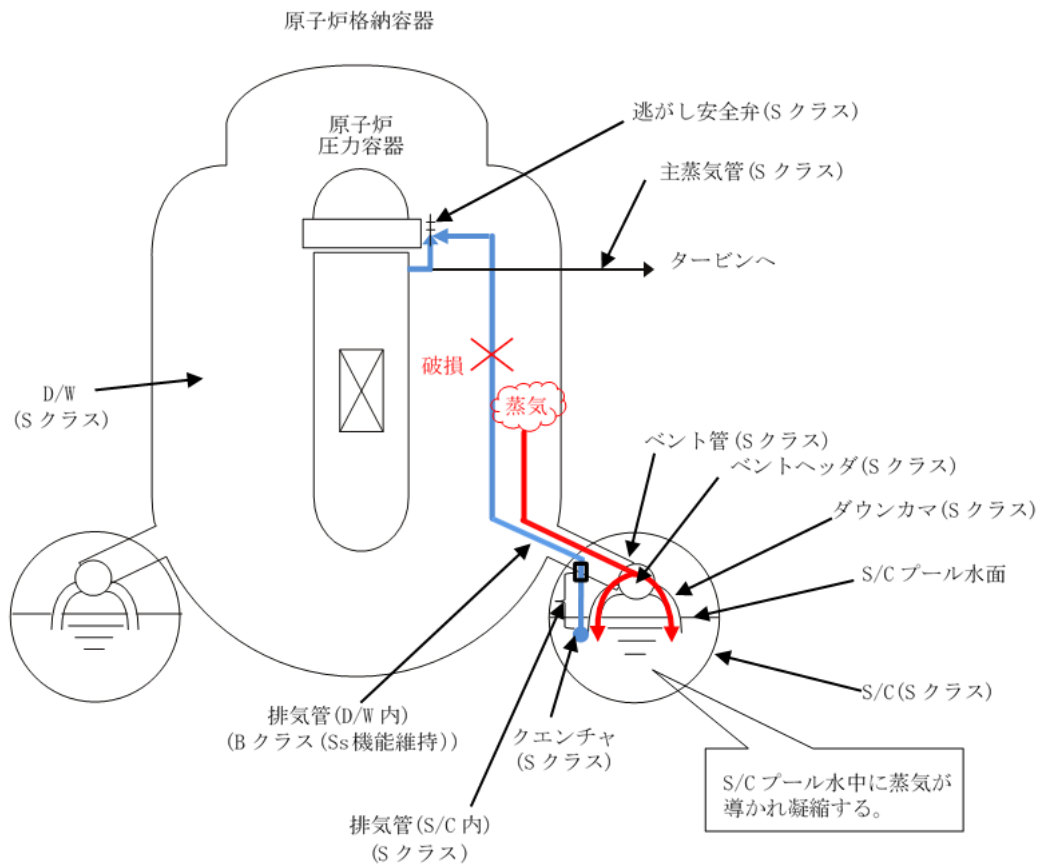 原子炉格納容器
原子炉
圧力容器
逃がし安全弁(Sクラス)
主蒸気管(Sクラス)
タービンへ
破損
蒸気
D/W
(Sクラス)
ベント管(Sクラス)
ベントヘッダ(Sクラス)
ダウンカマ(Sクラス)
S/Cプール水面
S/C(Sクラス)
排気管(D/W内)
(Bクラス(Ss機能維持))
クエンチャ
(Sクラス)
排気管(S/C内)
(Sクラス)
S/Cプール水中に蒸気が
導かれ凝縮する。